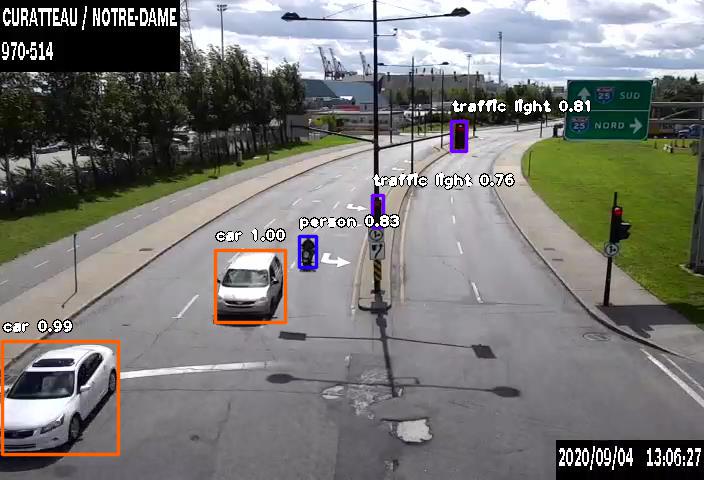 CURATTEAU / NOTRE-DAME
970-514
traffic light 0.81
25 SUD
25 NORD
traffic light 0.76
person 0.83
car 1.00
car 0.99
2020/09/04 13:06:27